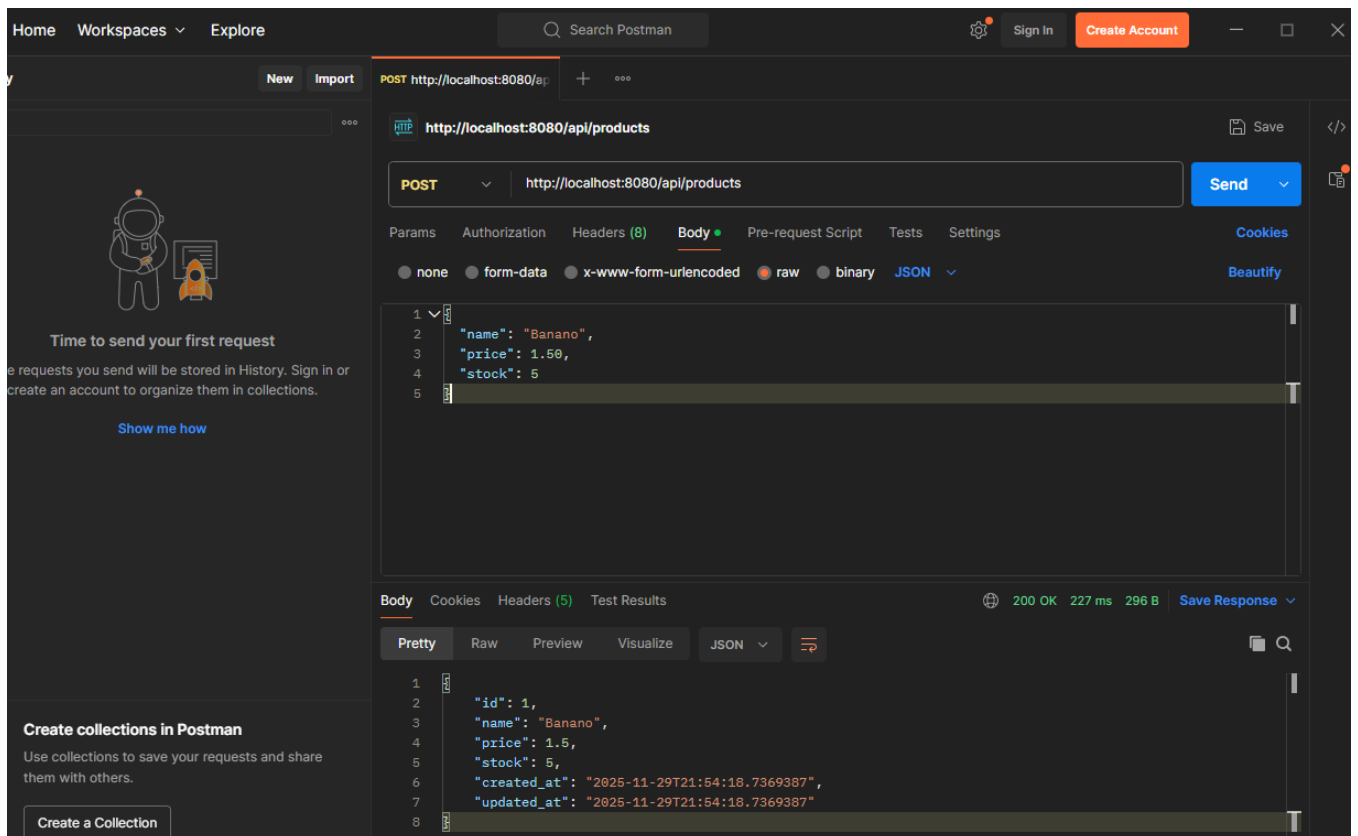 Home Workspaces Explore Search Postman Sign In Create Account
y New Import POST http://localhost:8080/ap
HTTP http://localhost:8080/api/products Save </>
POST http://localhost:8080/api/products Send
Params Authorization Headers (8) Body Pre-request Script Tests Settings Cookies
none form-data x-www-form-urlencoded raw binary JSON Beautify
1 {
2 "name": "Banano",
3 "price": 1.50,
4 "stock": 5
5 }
Time to send your first request
e requests you send will be stored in History. Sign in or
create an account to organize them in collections.
Show me how
Body Cookies Headers (5) Test Results 200 OK 227 ms 296 B Save Response
Pretty Raw Preview Visualize JSON
1 {
2 "id": 1,
3 "name": "Banano",
4 "price": 1.5,
5 "stock": 5,
6 "created_at": "2025-11-29T21:54:18.7369387",
7 "updated_at": "2025-11-29T21:54:18.7369387"
8 }
Create collections in Postman
Use collections to save your requests and share
them with others.
Create a Collection